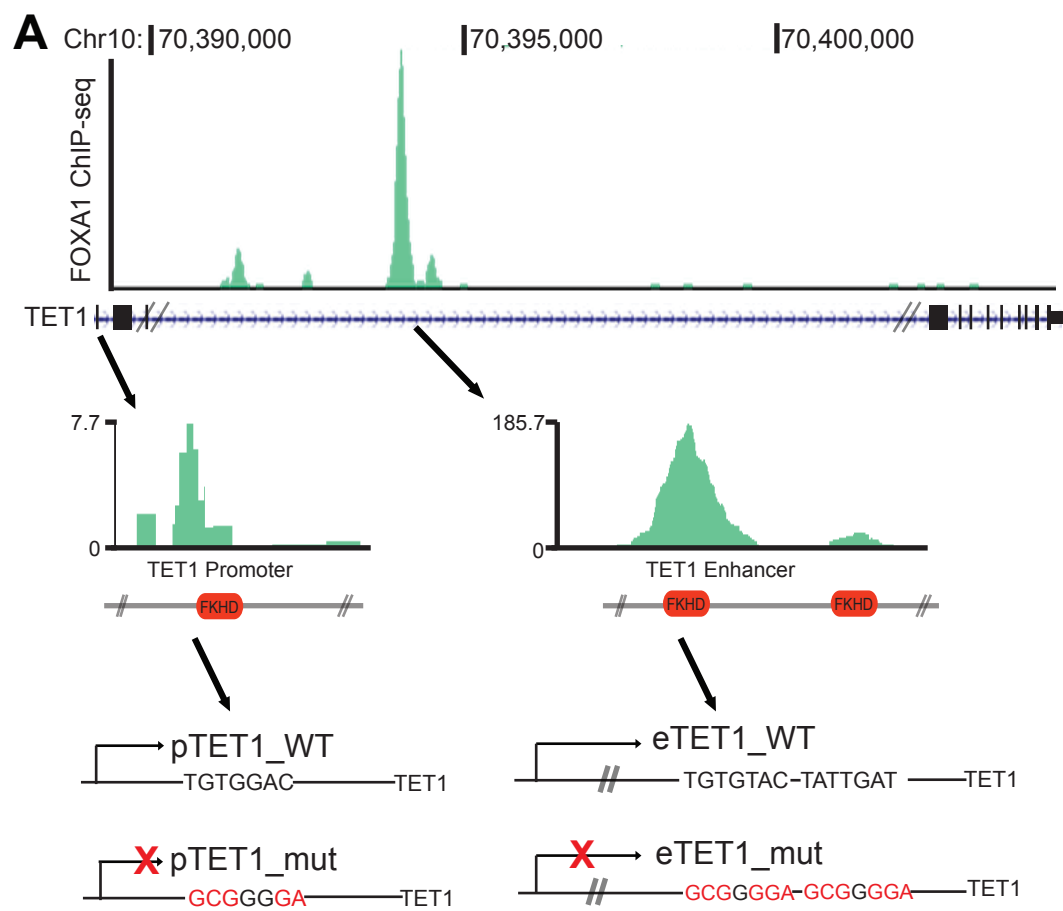 A
Chr10: 70,390,000 70,395,000 70,400,000
FOXA1 ChIP-seq
TET1
7.7
0
TET1 Promoter
FKHD
185.7
0
TET1 Enhancer
FKHD FKHD
pTET1_WT
TGTGGAC TET1
eTET1_WT
TGTGTAC-TATTGAT TET1
X pTET1_mut
GCGGGGA TET1
X eTET1_mut
GCGGGGA-GCGGGGA TET1